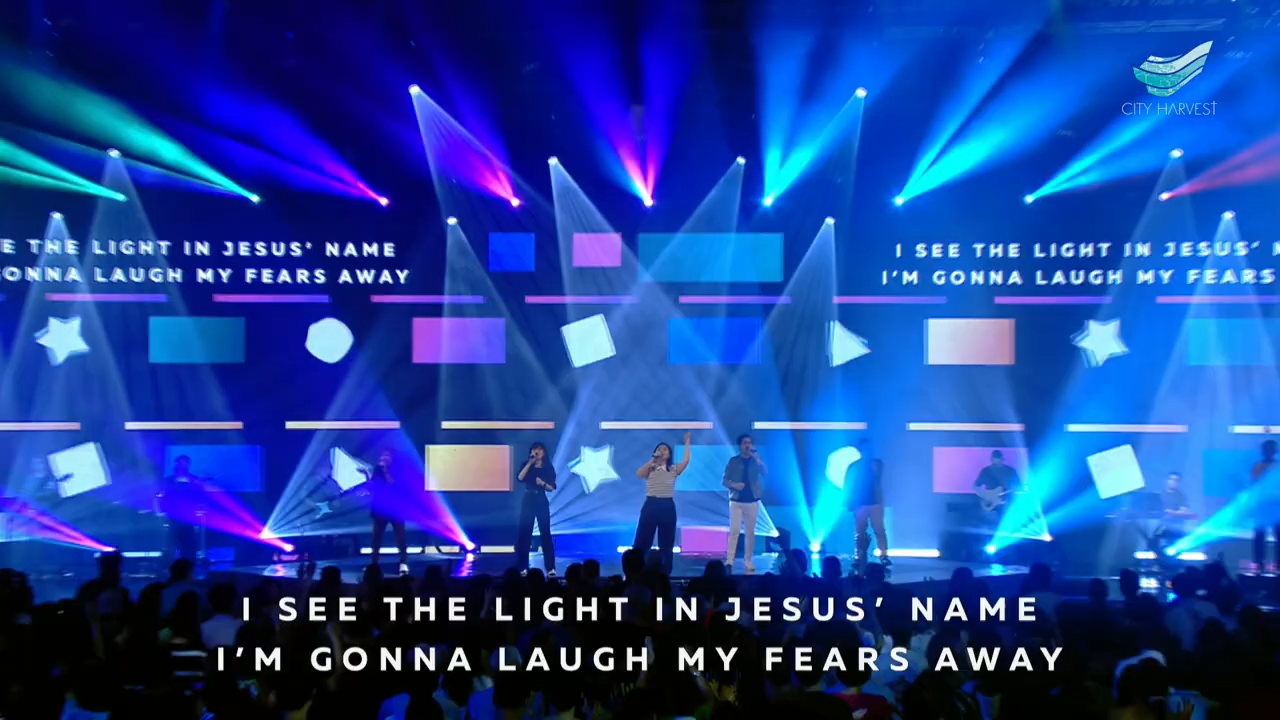 CITY HARVEST
E THE LIGHT IN JESUS' NAME
GONNA LAUGH MY FEARS AWAY
I SEE THE LIGHT IN JESUS' N
I'M GONNA LAUGH MY FEARS
I SEE THE LIGHT IN JESUS' NAME
I'M GONNA LAUGH MY FEARS AWAY